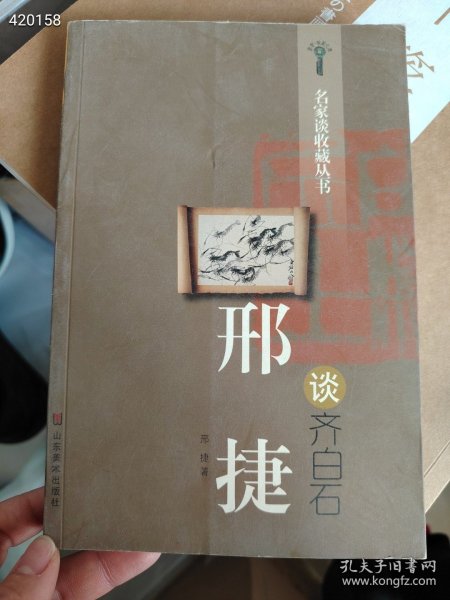 420158
名家谈收藏丛书
邢捷
谈齐白石
邢捷著
山东美术出版社
孔夫子旧书网
www.kongfz.com